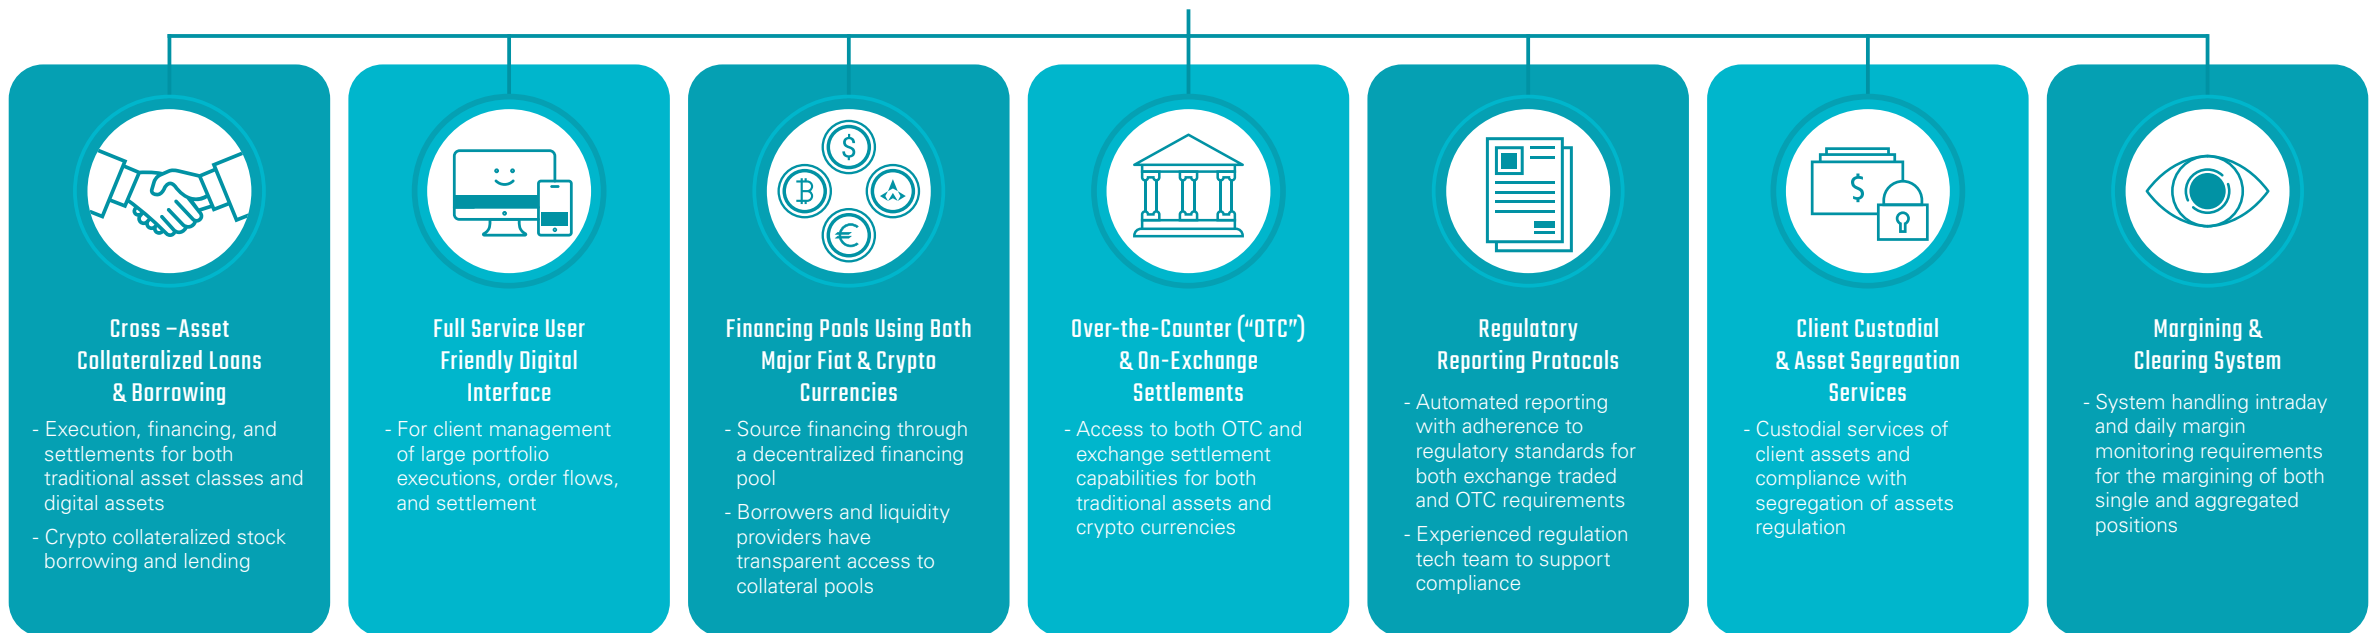 Cross –Asset
Collateralized Loans
& Borrowing
- Execution, financing, and
settlements for both
traditional asset classes and
digital assets
- Crypto collateralized stock
borrowing and lending
Full Service User
Friendly Digital
Interface
- For client management
of large portfolio
executions, order flows,
and settlement
$
₿
€
Financing Pools Using Both
Major Fiat & Crypto
Currencies
- Source financing through
a decentralized financing
pool
- Borrowers and liquidity
providers have
transparent access to
collateral pools
Over-the-Counter (“OTC”)
& On-Exchange
Settlements
- Access to both OTC and
exchange settlement
capabilities for both
traditional assets and
crypto currencies
Regulatory
Reporting Protocols
- Automated reporting
with adherence to
regulatory standards for
both exchange traded
and OTC requirements
- Experienced regulation
tech team to support
compliance
$
Client Custodial
& Asset Segregation
Services
- Custodial services of
client assets and
compliance with
segregation of assets
regulation
Margining &
Clearing System
- System handling intraday
and daily margin
monitoring requirements
for the margining of both
single and aggregated
positions